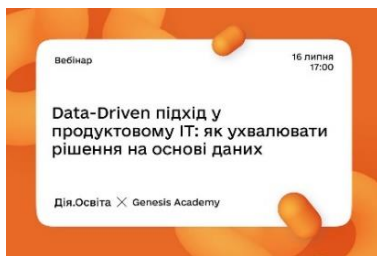 Вебінар
16 липня
17:00
Data-Driven підхід у
продуктовому ІТ: як ухвалювати
рішення на основі даних
Дія.Освіта × Genesis Academy